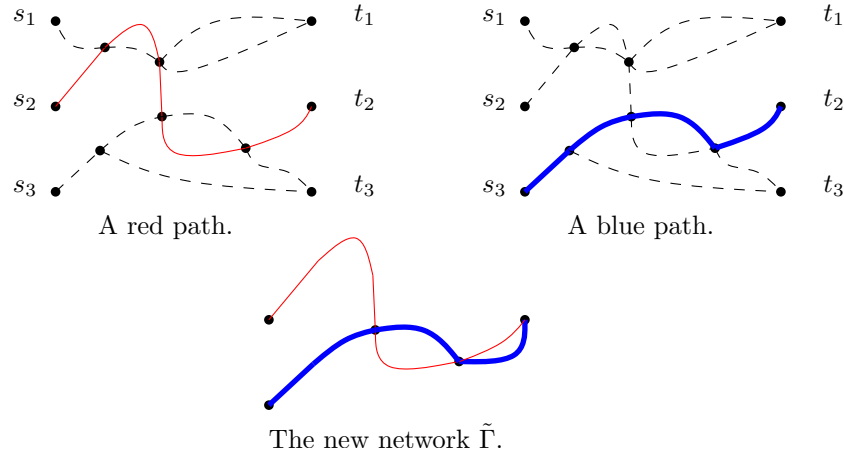 s₁ t₁ s₁ t₁
s₂ t₂ s₂ t₂
s₃ t₃ s₃ t₃
A red path. A blue path.
The new network Γ̃.